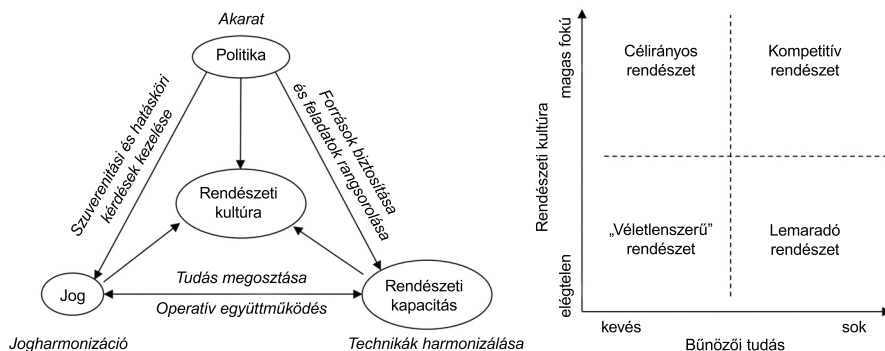 Akarat
Politika
Szuverenitási és hatásköri
kérdések kezelése
Források biztosítása
és feladatok rangsorolása
Rendészeti
kultúra
Jog
Tudás megosztása
Operatív együttműködés
Rendészeti
kapacitás
Jogharmonizáció
Technikák harmonizálása
Rendészeti kultúra
magas fokú
elégtelen
Célirányos
rendészet
Kompetitív
rendészet
„Véletlenszerű”
rendészet
Lemaradó
rendészet
kevés
sok
Bűnözői tudás